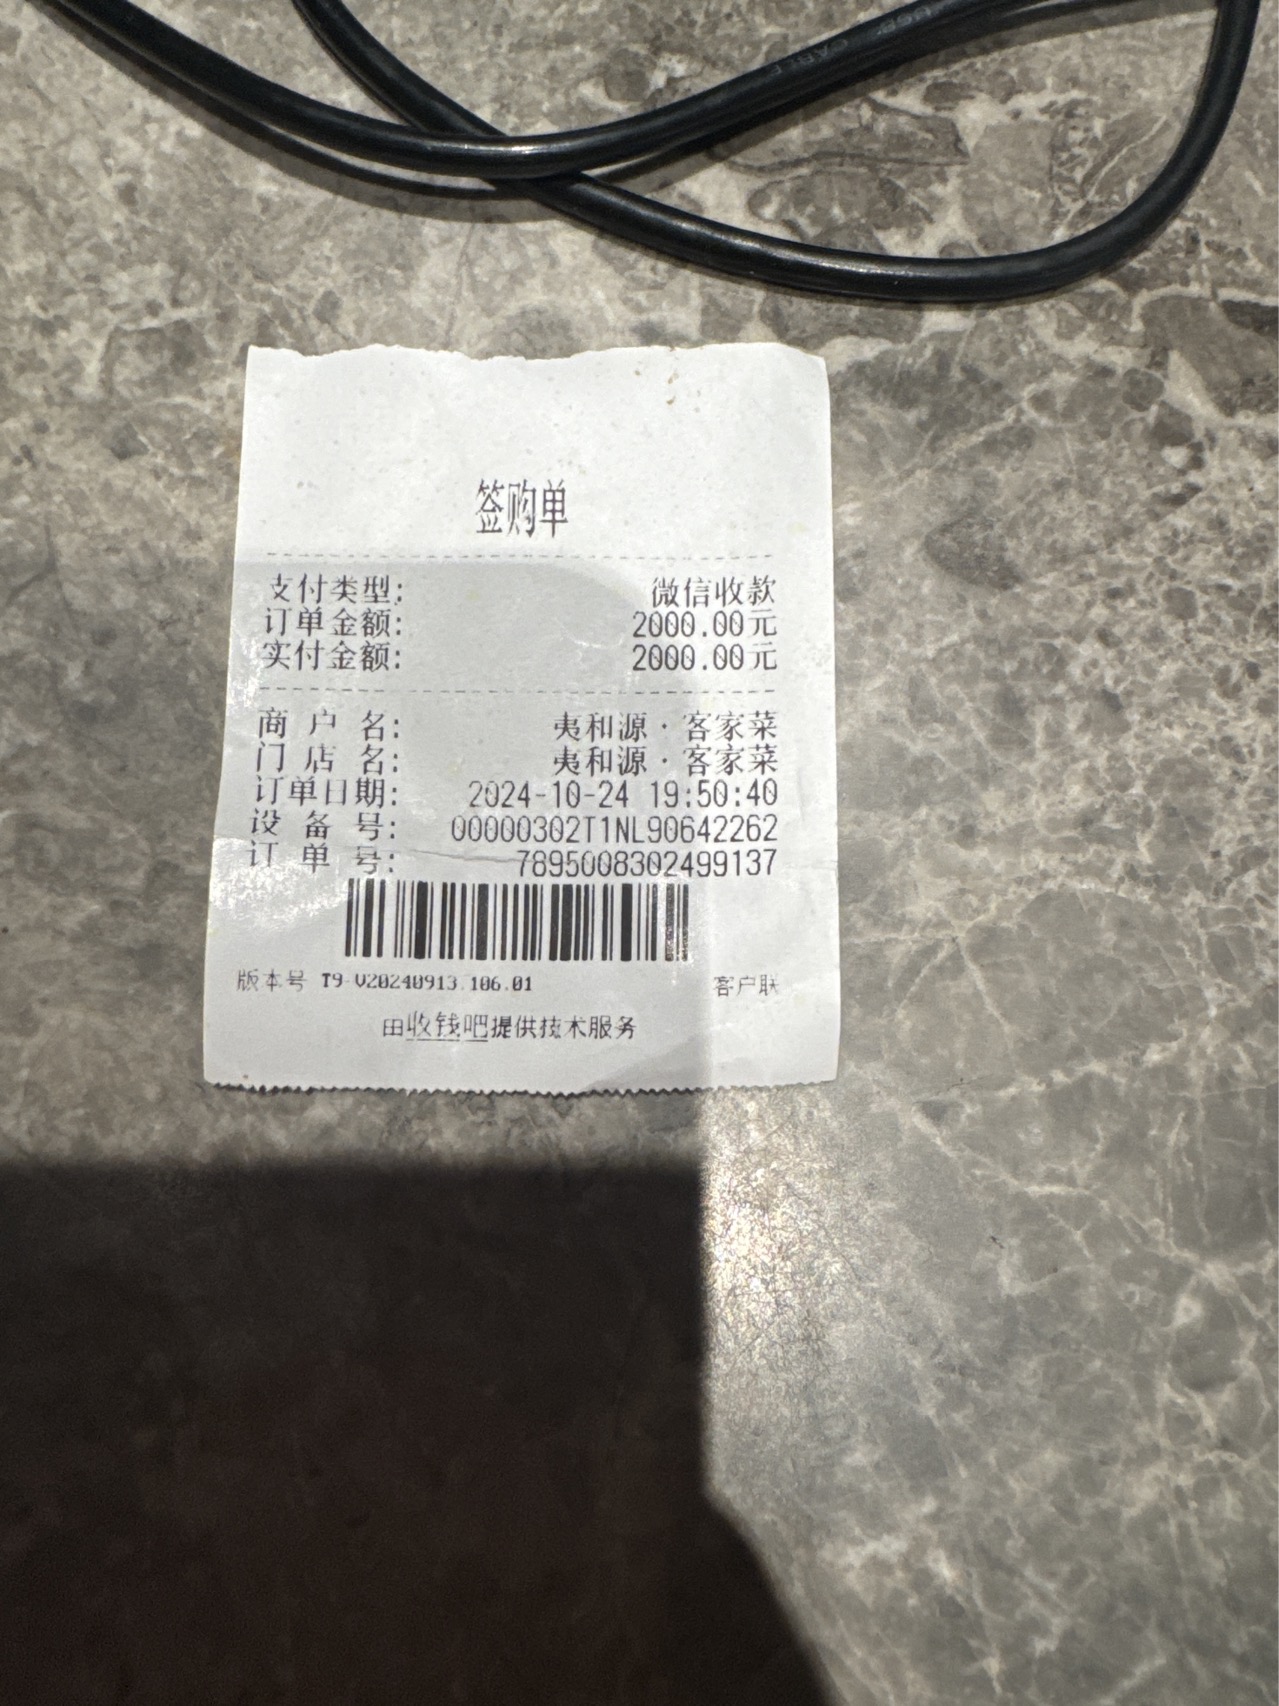 USB CABLE
签购单
支付类型: 微信收款
订单金额: 2000.00元
实付金额: 2000.00元
商户名: 夷和源·客家菜
门店名: 夷和源·客家菜
订单日期: 2024-10-24 19:50:40
设备号: 00000302T1NL90642262
订单号: 7895008302499137
版本号 T9-V20240913.106.01 客户联
由收钱吧提供技术服务